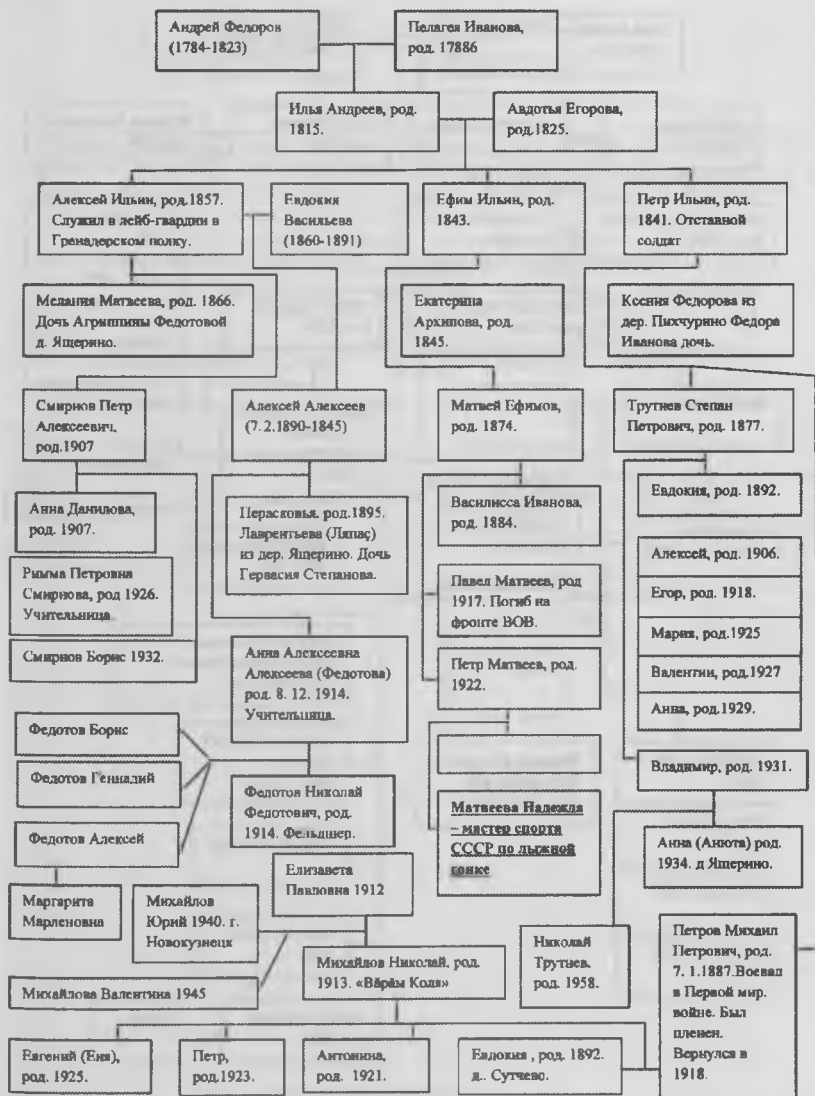 Андрей Федоров
(1784-1823)
Пелагея Иванова,
род. 17886
Илья Андреев, род.
1815.
Авдотья Егорова,
род.1825.
Алексей Ильин, род.1857.
Служил в лейб-гвардии в
Гренадерском полку.
Евдокия
Васильева
(1860-1891)
Ефим Ильин, род.
1843.
Петр Ильин, род.
1841. Отставной
солдат
Мелания Матвеева, род. 1866.
Дочь Агриппины Федотовой
д. Ящерино.
Екатерина
Архипова, род.
1845.
Ксения Федорова из
дер. Пихчурино Федора
Иванова дочь.
Смирнов Петр
Алексеевич,
род.1907
Алексей Алексеев
(7.2.1890-1845)
Матвей Ефимов,
род. 1874.
Трутнев Степан
Петрович, род. 1877.
Анна Данилова,
род. 1907.
Перасковья. род.1895.
Лаврентьева (Ляпаç)
из дер. Ящерино. Дочь
Гервасия Степанова.
Василисса Иванова,
род. 1884.
Евдокия, род. 1892.
Римма Петровна
Смирнова, род 1926.
Учительница.
Павел Матвеев, род
1917. Погиб на
фронте ВОВ.
Алексей, род. 1906.
Егор, род. 1918.
Смирнов Борис 1932.
Анна Алексеевна
Алексеева (Федотова)
род. 8. 12. 1914.
Учительница.
Петр Матвеев, род.
1922.
Мария, род.1925
Валентин, род.1927
Анна, род.1929.
Федотов Борис
Федотов Геннадий
Федотов Алексей
Федотов Николай
Федотович, род.
1914. Фельдшер.
Матвеева Надежда
– мастер спорта
СССР по лыжной
гонке
Владимир, род. 1931.
Анна (Анюта) род.
1934. д Ящерино.
Маргарита
Марленовна
Михайлов
Юрий 1940. г.
Новокузнецк
Елизавета
Павловна 1912
Михайлова Валентина 1945
Михайлов Николай, род.
1913. «Вăрăм Коля»
Николай
Трутнев.
род. 1958.
Петров Михаил
Петрович, род.
7. 1.1887.Воевал
в Первой мир.
войне. Был
пленен.
Вернулся в
1918.
Евгений (Еня),
род. 1925.
Петр,
род.1923.
Антонина,
род. 1921.
Евдокия , род. 1892.
д.. Сутчево.